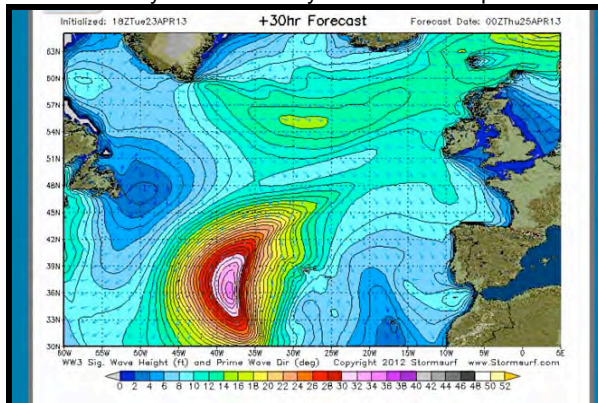 Initialized: 18ZTue23APR13 +30hr Forecast Forecast Date: 00ZThu25APR13
63N
60N
57N
54N
51N
48N
45N
42N
39N
36N
33N
30N
60W 55W 50W 45W 40W 35W 30W 25W 20W 15W 10W 5W 0 5E
WW3 Sig. Wave Height (ft) and Prime Wave Dir (deg) Copyright 2012 Stormsurf www.Stormsurf.com
0 2 4 6 8 10 12 14 16 18 20 22 24 26 28 30 32 34 36 38 40 42 44 46 48 50 52